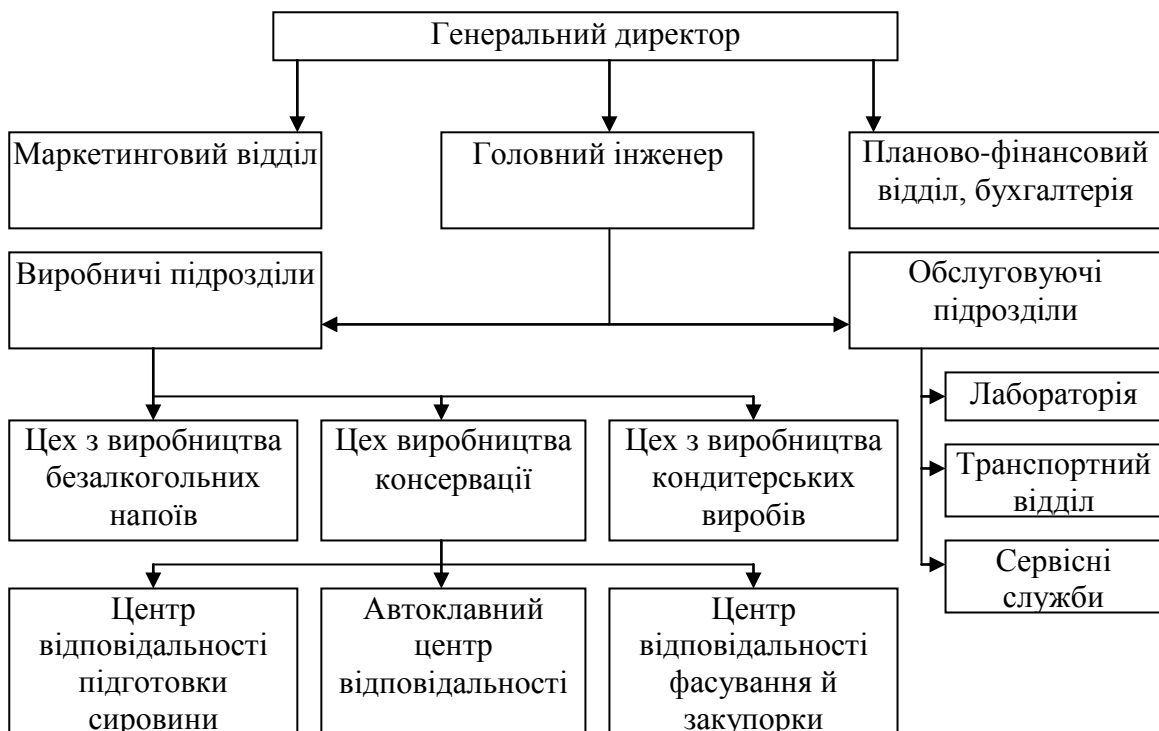 Генеральний директор
Маркетинговий відділ
Головний інженер
Планово-фінансовий
відділ, бухгалтерія
Виробничі підрозділи
Обслуговуючі
підрозділи
Лабораторія
Транспортний
відділ
Сервісні
служби
Цех з виробництва
безалкогольних
напоїв
Цех виробництва
консервації
Цех з виробництва
кондитерських
виробів
Центр
відповідальності
підготовки
сировини
Автоклавний
центр
відповідальності
Центр
відповідальності
фасування й
закупорки